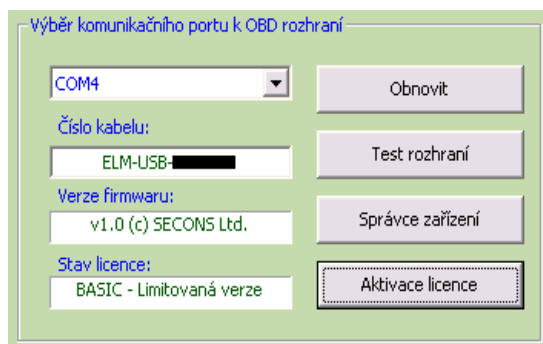 Výběr komunikačního portu k OBD rozhraní
COM4
Obnovit
Číslo kabelu:
ELM-USB-
Test rozhraní
Verze firmwaru:
v1.0 (c) SECONS Ltd.
Správce zařízení
Stav licence:
BASIC - Limitovaná verze
Aktivace licence